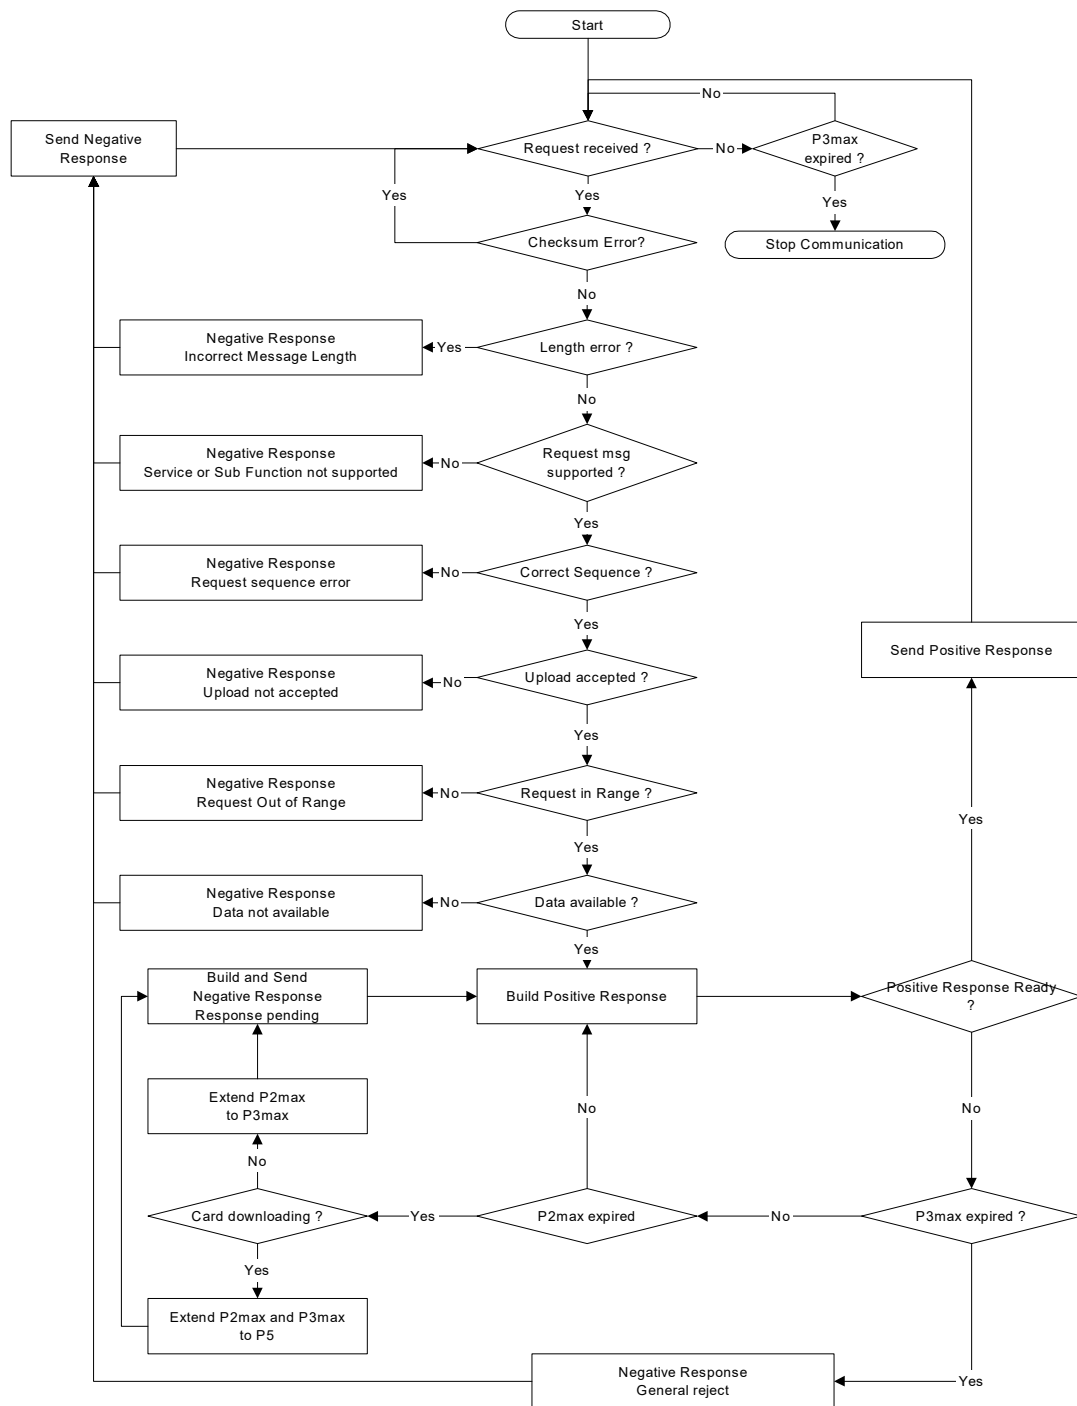 Start
No
Send Negative
Response
Request received ?
No
P3max
expired ?
Yes
Yes
Yes
Checksum Error?
Stop Communication
No
Negative Response
Incorrect Message Length
Yes
Length error ?
No
Negative Response
Service or Sub Function not supported
No
Request msg
supported ?
Yes
Negative Response
Request sequence error
No
Correct Sequence ?
Yes
Send Positive Response
Negative Response
Upload not accepted
No
Upload accepted ?
Yes
Negative Response
Request Out of Range
No
Request in Range ?
Yes
Yes
Negative Response
Data not available
No
Data available ?
Yes
Build and Send
Negative Response
Response pending
Build Positive Response
Positive Response Ready
?
Extend P2max
to P3max
No
No
No
Card downloading ?
Yes
P2max expired
No
P3max expired ?
Yes
Extend P2max and P3max
to P5
Negative Response
General reject
Yes